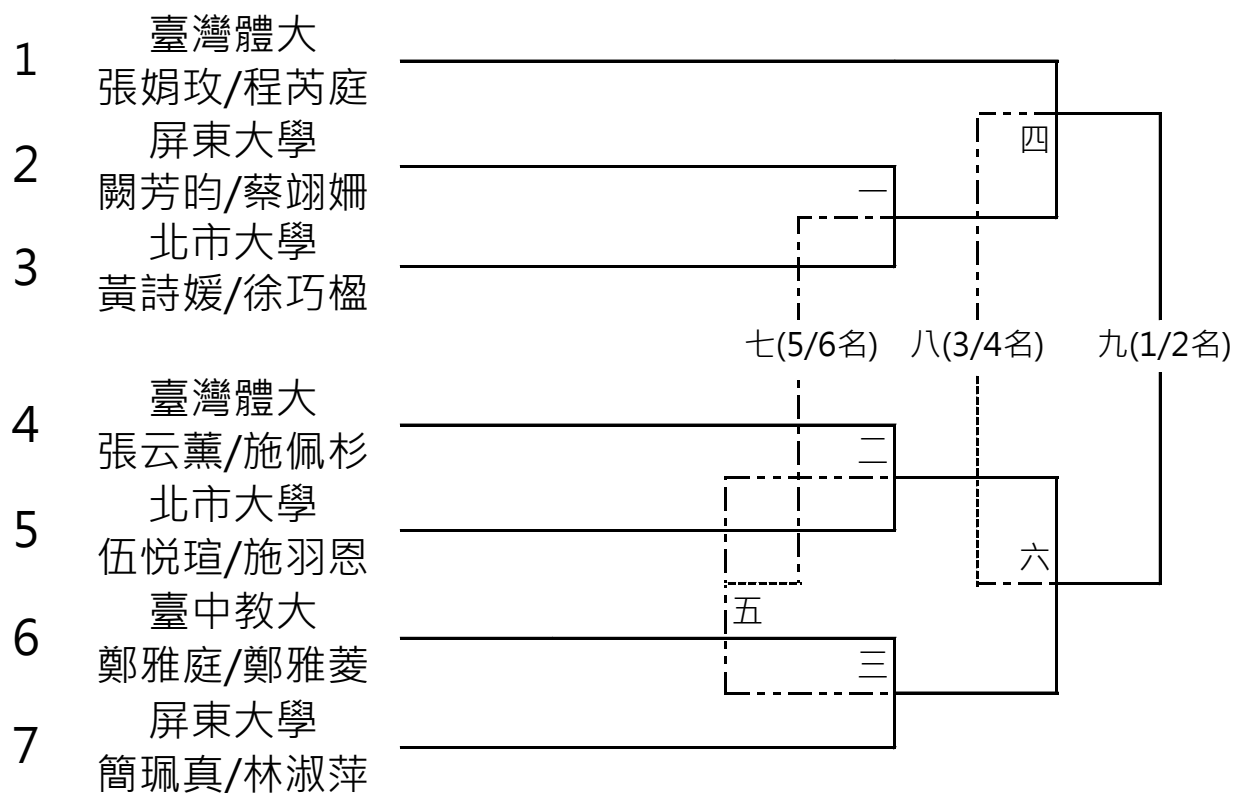 1
臺灣體大
張娟玫/程芮庭
2
屏東大學
闕芳昀/蔡翊姍
3
北市大學
黃詩媛/徐巧楹
4
臺灣體大
張云薰/施佩杉
5
北市大學
伍悦瑄/施羽恩
6
臺中教大
鄭雅庭/鄭雅菱
7
屏東大學
簡珮真/林淑萍
一
四
七(5/6名)
八(3/4名)
九(1/2名)
二
六
五
三